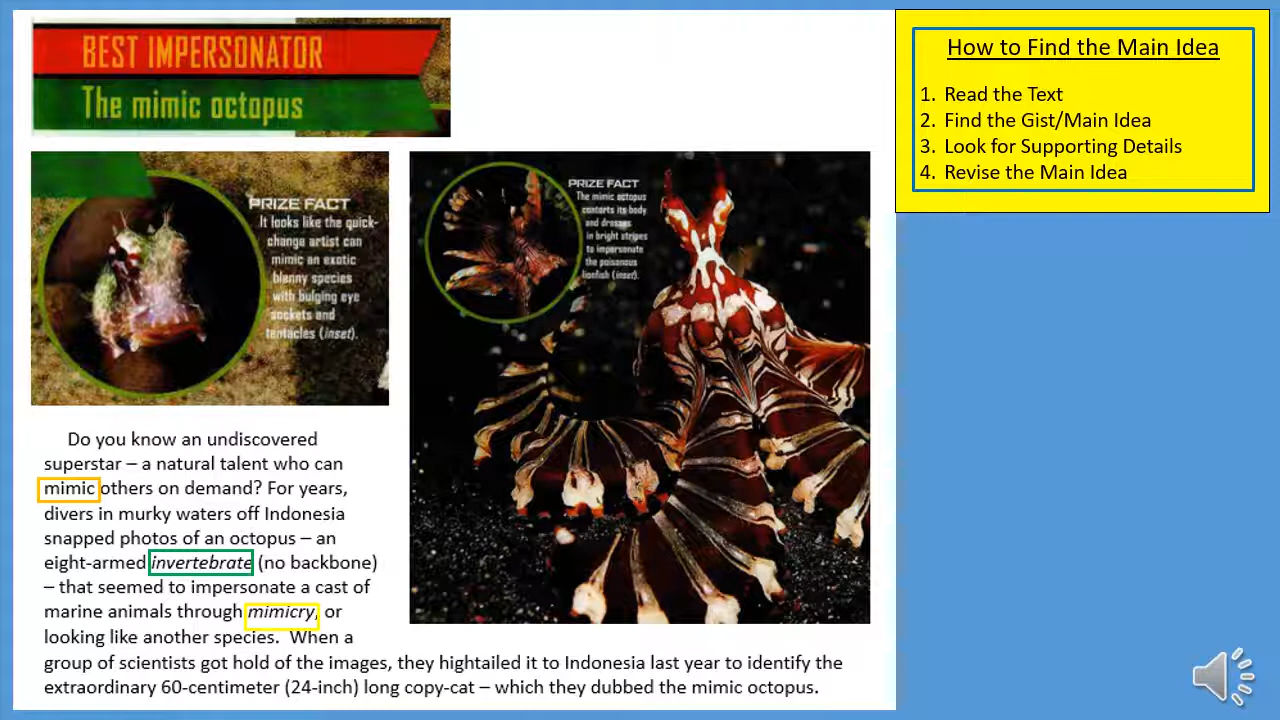 BEST IMPERSONATOR
The mimic octopus
PRIZE FACT
It looks like the quick-
change artist can
mimic an exotic
blenny species
with bulging eye
sockets and
tentacles (inset).
PRIZE FACT
The mimic octopus
contorts its body
and dresses
in bright stripes
to impersonate
the poisonous
lionfish (inset).
Do you know an undiscovered
superstar – a natural talent who can
mimic others on demand? For years,
divers in murky waters off Indonesia
snapped photos of an octopus – an
eight-armed invertebrate (no backbone)
– that seemed to impersonate a cast of
marine animals through mimicry, or
looking like another species.  When a
group of scientists got hold of the images, they hightailed it to Indonesia last year to identify the
extraordinary 60-centimeter (24-inch) long copy-cat – which they dubbed the mimic octopus.
How to Find the Main Idea
1. Read the Text
2. Find the Gist/Main Idea
3. Look for Supporting Details
4. Revise the Main Idea